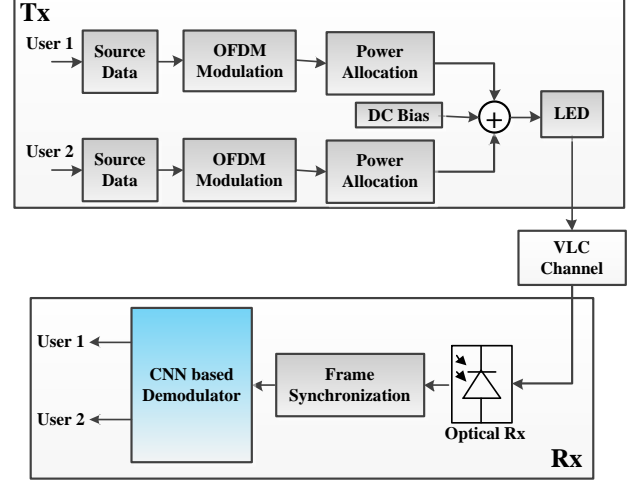 Tx
User 1
Source
Data
OFDM
Modulation
Power
Allocation
DC Bias
+
LED
User 2
Source
Data
OFDM
Modulation
Power
Allocation
VLC
Channel
User 1
User 2
CNN based
Demodulator
Frame
Synchronization
Optical Rx
Rx